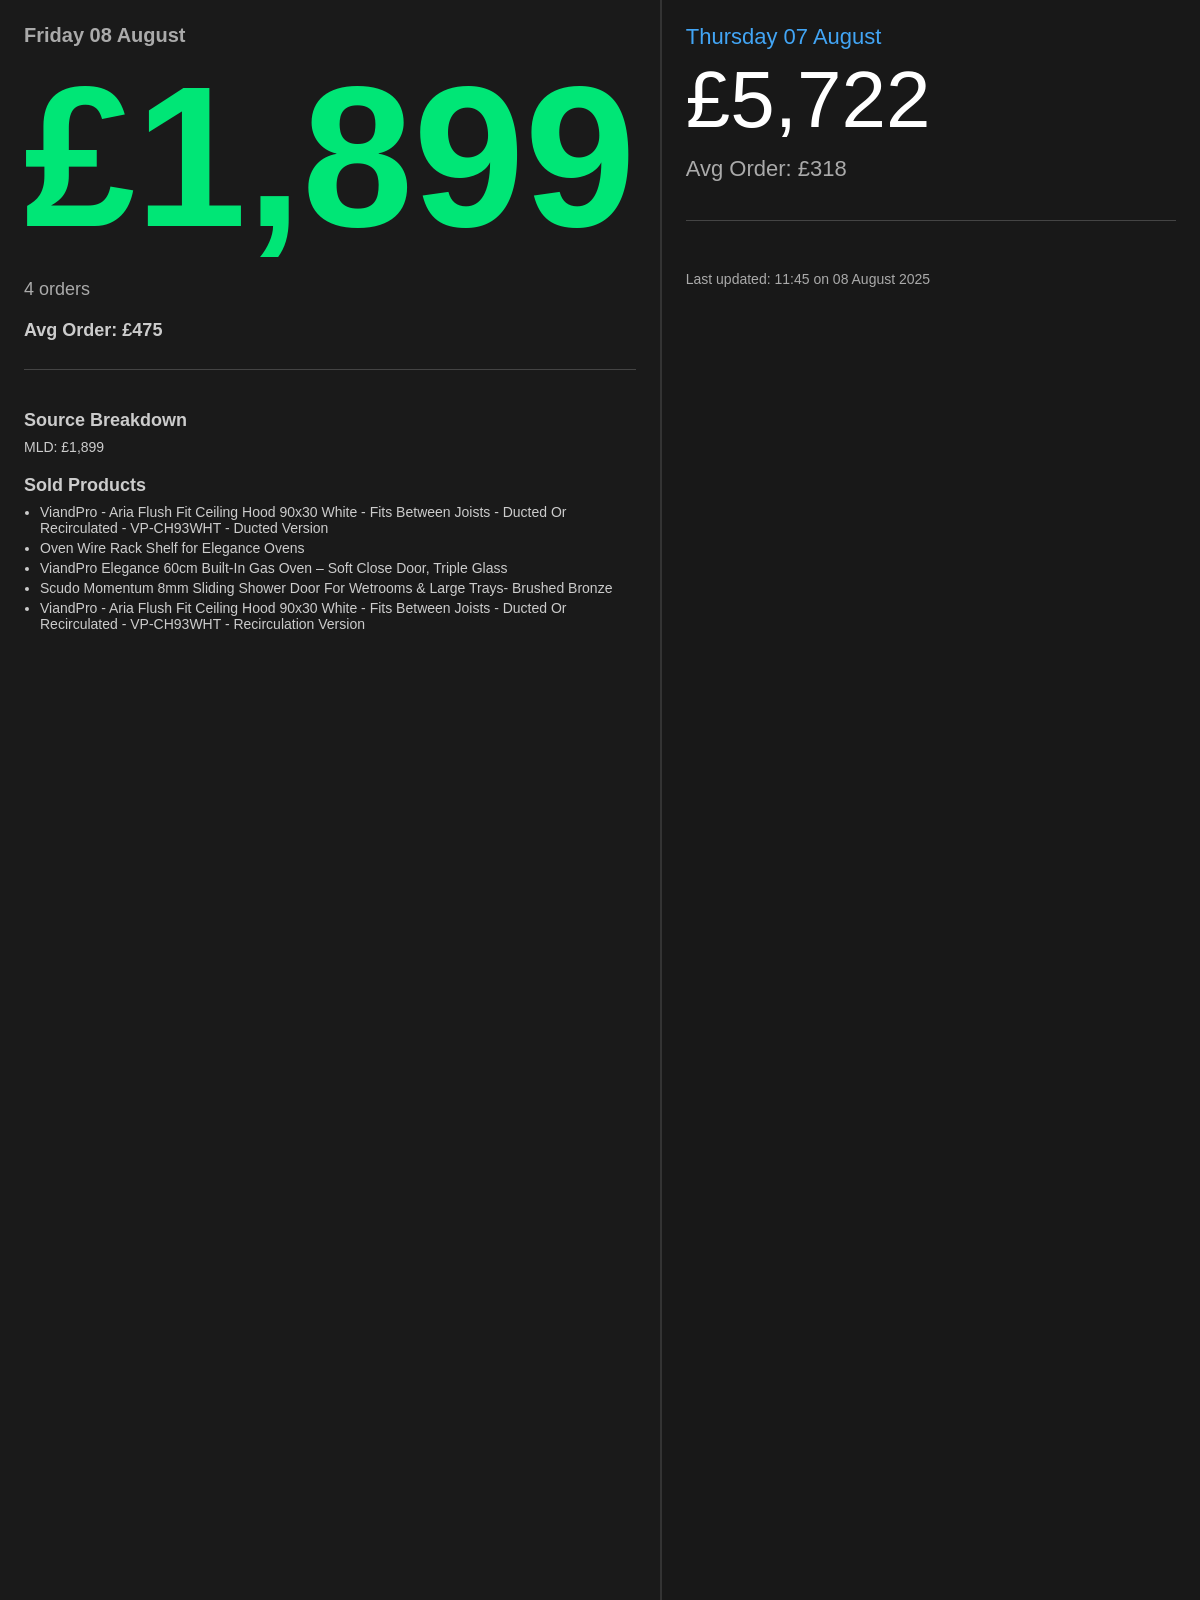 Friday 08 August
£1,899
4 orders
Avg Order: £475
Source Breakdown
MLD: £1,899
Sold Products
• ViandPro - Aria Flush Fit Ceiling Hood 90x30 White - Fits Between Joists - Ducted Or
Recirculated - VP-CH93WHT - Ducted Version
• Oven Wire Rack Shelf for Elegance Ovens
• ViandPro Elegance 60cm Built-In Gas Oven – Soft Close Door, Triple Glass
• Scudo Momentum 8mm Sliding Shower Door For Wetrooms & Large Trays- Brushed Bronze
• ViandPro - Aria Flush Fit Ceiling Hood 90x30 White - Fits Between Joists - Ducted Or
Recirculated - VP-CH93WHT - Recirculation Version
Thursday 07 August
£5,722
Avg Order: £318
Last updated: 11:45 on 08 August 2025